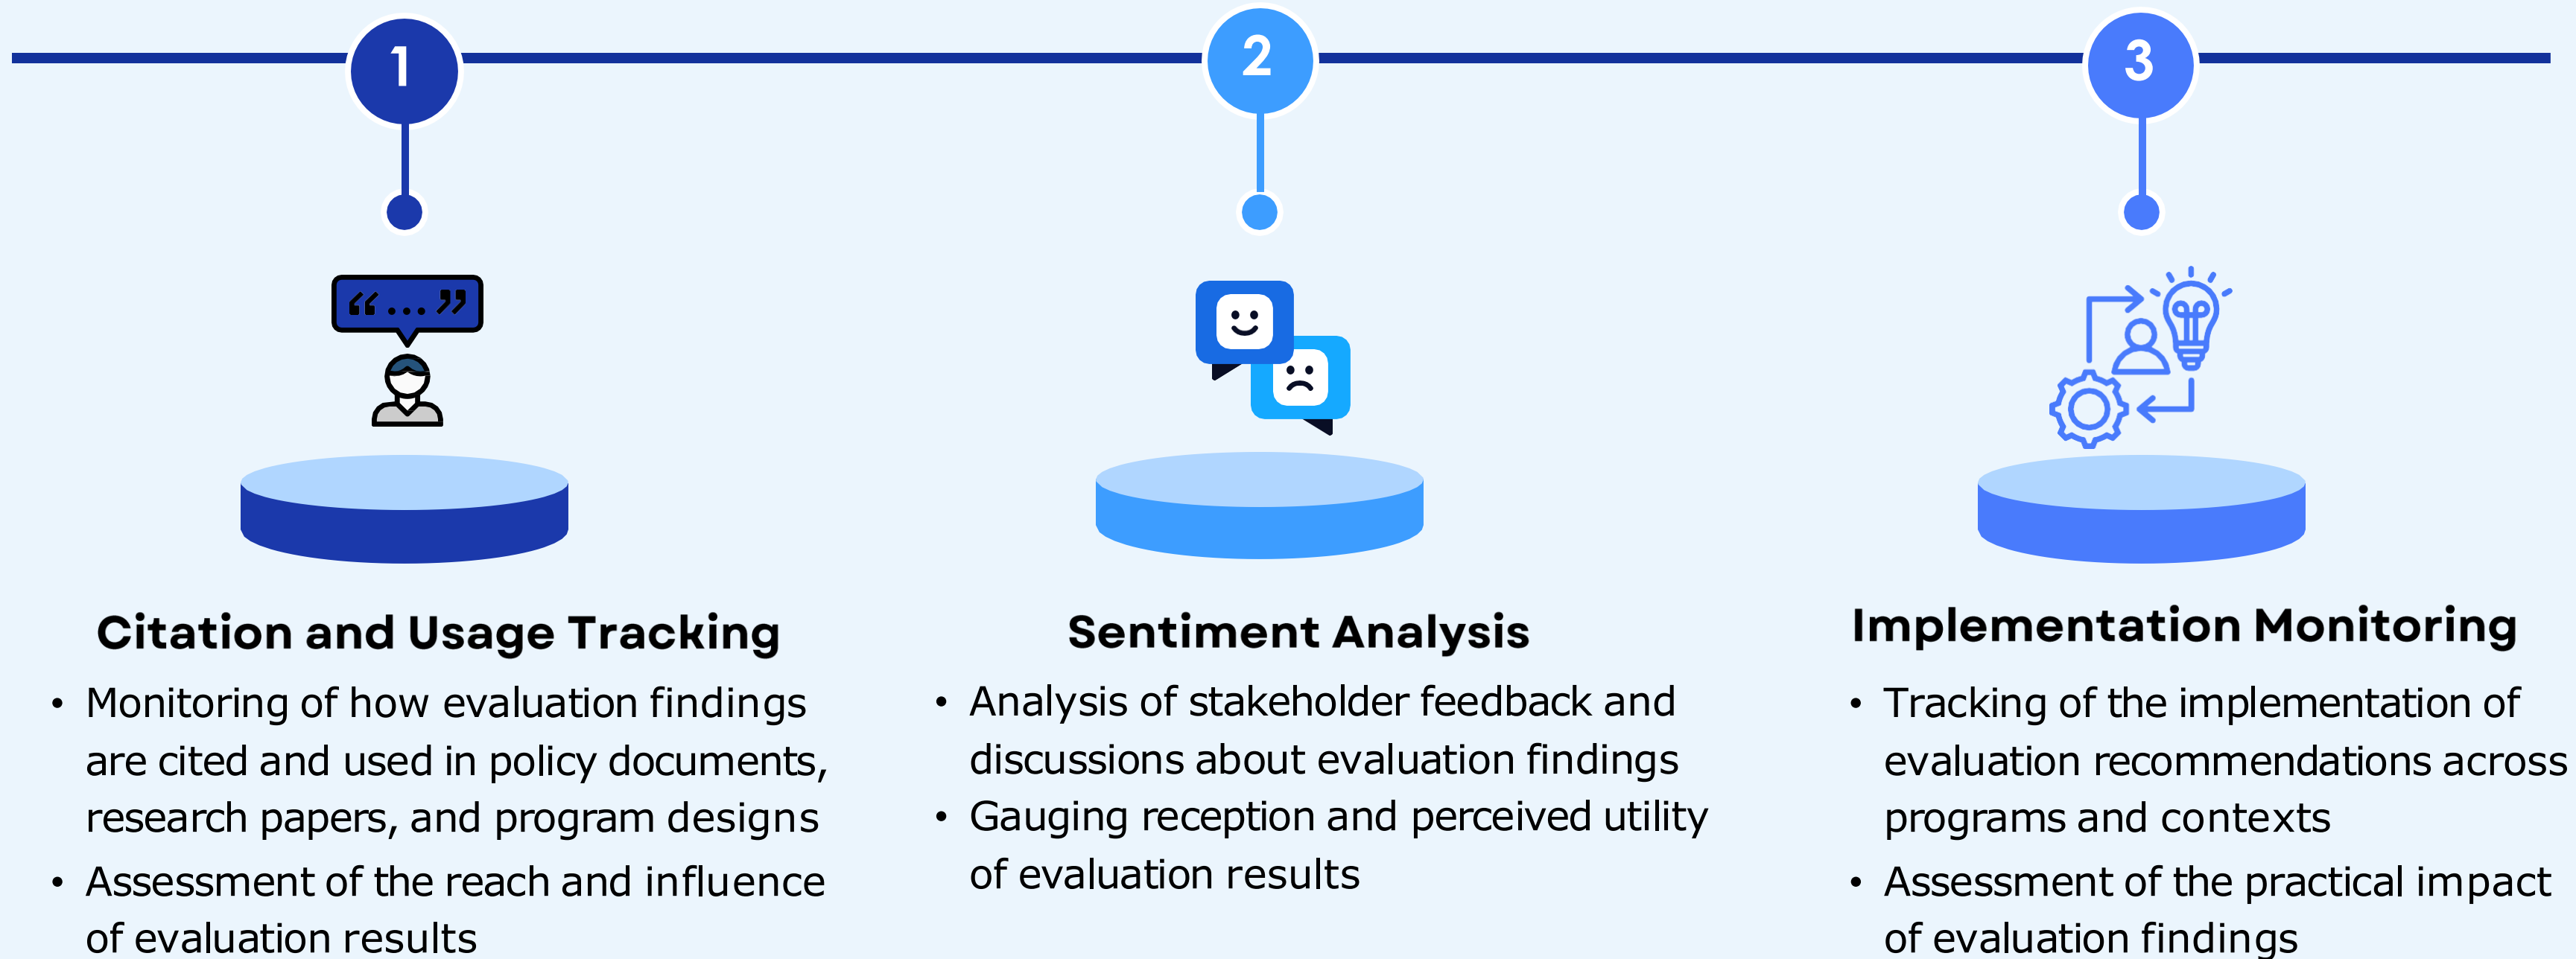 1
2
3
“...”
Citation and Usage Tracking
• Monitoring of how evaluation findings
are cited and used in policy documents,
research papers, and program designs
• Assessment of the reach and influence
of evaluation results
Sentiment Analysis
• Analysis of stakeholder feedback and
discussions about evaluation findings
• Gauging reception and perceived utility
of evaluation results
Implementation Monitoring
• Tracking of the implementation of
evaluation recommendations across
programs and contexts
• Assessment of the practical impact
of evaluation findings